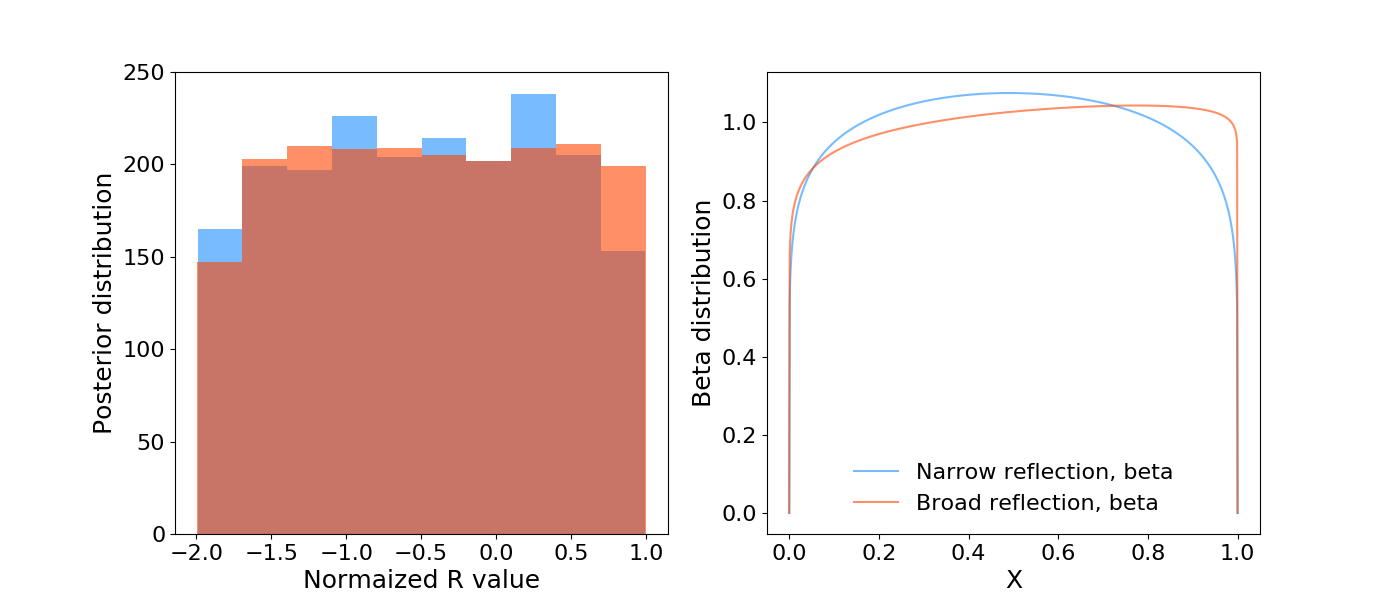 250
200
150
100
50
0
−2.0 −1.5 −1.0 −0.5 0.0 0.5 1.0
Normaized R value
Posterior distribution
1.0
0.8
0.6
0.4
0.2
0.0
0.0 0.2 0.4 0.6 0.8 1.0
X
Beta distribution
Narrow reflection, beta
Broad reflection, beta